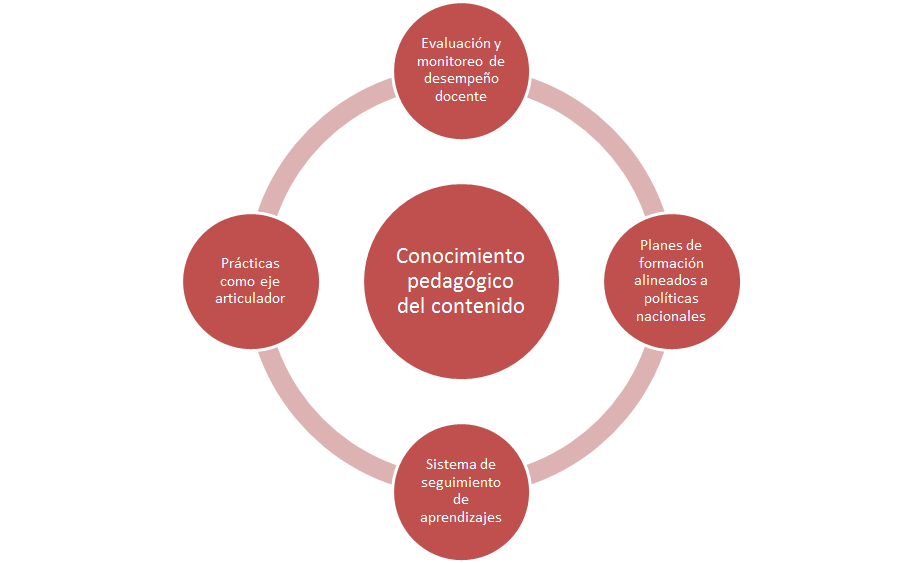 Evaluación y
monitoreo de
desempeño
docente
Prácticas
como eje
articulador
Conocimiento
pedagógico
del contenido
Planes de
formación
alineados a
políticas
nacionales
Sistema de
seguimiento
de
aprendizajes